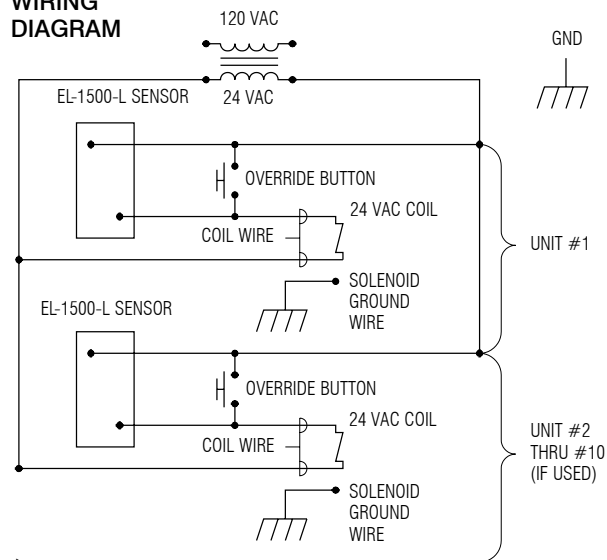 WIRING
DIAGRAM
120 VAC
GND
24 VAC
EL-1500-L SENSOR
OVERRIDE BUTTON
24 VAC COIL
COIL WIRE
UNIT #1
SOLENOID
GROUND
WIRE
EL-1500-L SENSOR
OVERRIDE BUTTON
24 VAC COIL
COIL WIRE
UNIT #2
THRU #10
(IF USED)
SOLENOID
GROUND
WIRE